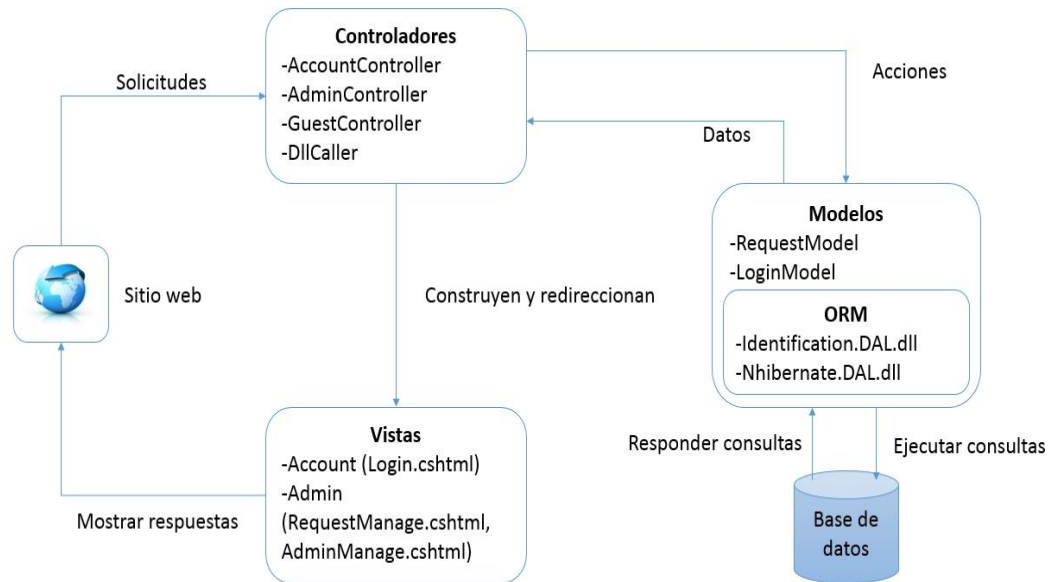 Controladores
-AccountController
-AdminController
-GuestController
-DllCaller
Solicitudes
Acciones
Datos
Modelos
-RequestModel
-LoginModel
ORM
-Identification.DAL.dll
-Nhibernate.DAL.dll
Sitio web
Construyen y redireccionan
Vistas
-Account (Login.cshtml)
-Admin
(RequestManage.cshtml,
AdminManage.cshtml)
Mostrar respuestas
Responder consultas
Ejecutar consultas
Base de
datos